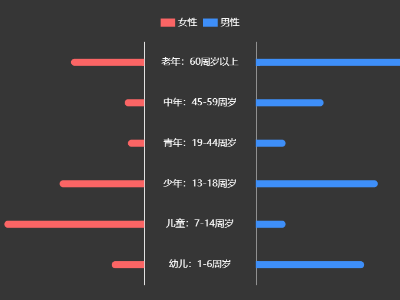 女性 男性
老年：60周岁以上
中年：45-59周岁
青年：19-44周岁
少年：13-18周岁
儿童：7-14周岁
幼儿：1-6周岁